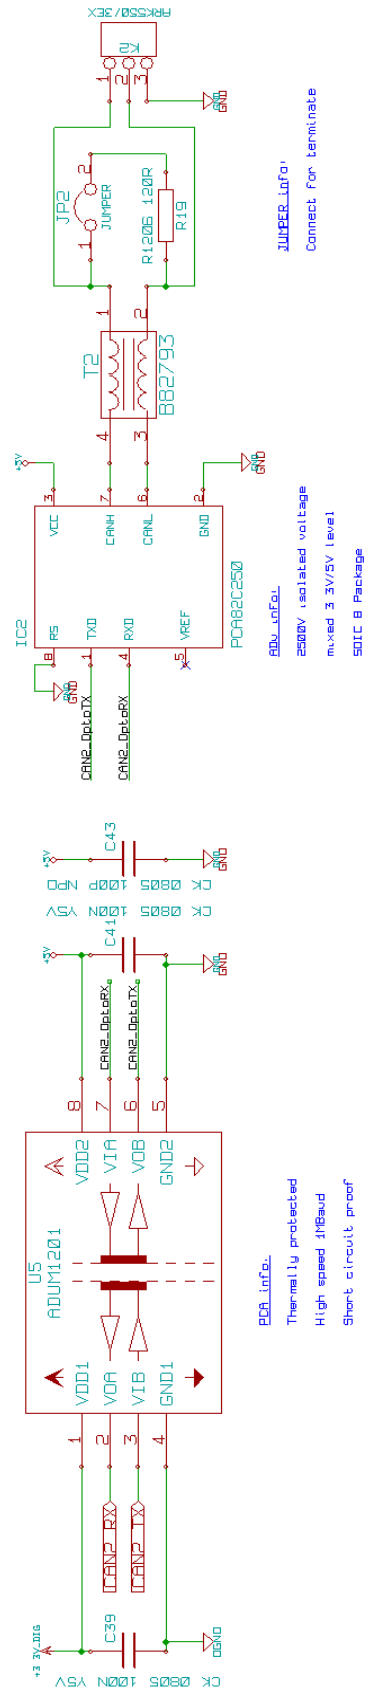 +3 3V_DIG
C39
CK 0805 100N Y5V
DGND
CAN2_RX
CAN2_TX
U5
ADUM1201
1
2
3
4
VDD1
VOA
VIB
GND1
VDD2
VIA
VOB
GND2
8
7
6
5
CAN2_OptoRX
CAN2_OptoTX
+5V
C41
CK 0805 100N Y5V
GND
+5V
C43
CK 0805 100P NPO
GND
PCA info:
Thermally protected
High speed 1MBaud
Short circuit proof
CAN2_OptoTX
CAN2_OptoRX
GND
IC2
8
1
4
5
RS
TXD
RXD
VREF
VCC
CANH
CANL
GND
3
7
6
2
PCA82C250
+5V
GND
ADu info:
2500V isolated voltage
mixed 3 3V/5V level
SOIC 8 Package
T2
4
3
1
2
B82793
JP2
1
2
JUMPER
R1206 120R
R19
K2
1
2
3
ARK550/3EX
GND
JUMPER info:
Connect for terminate